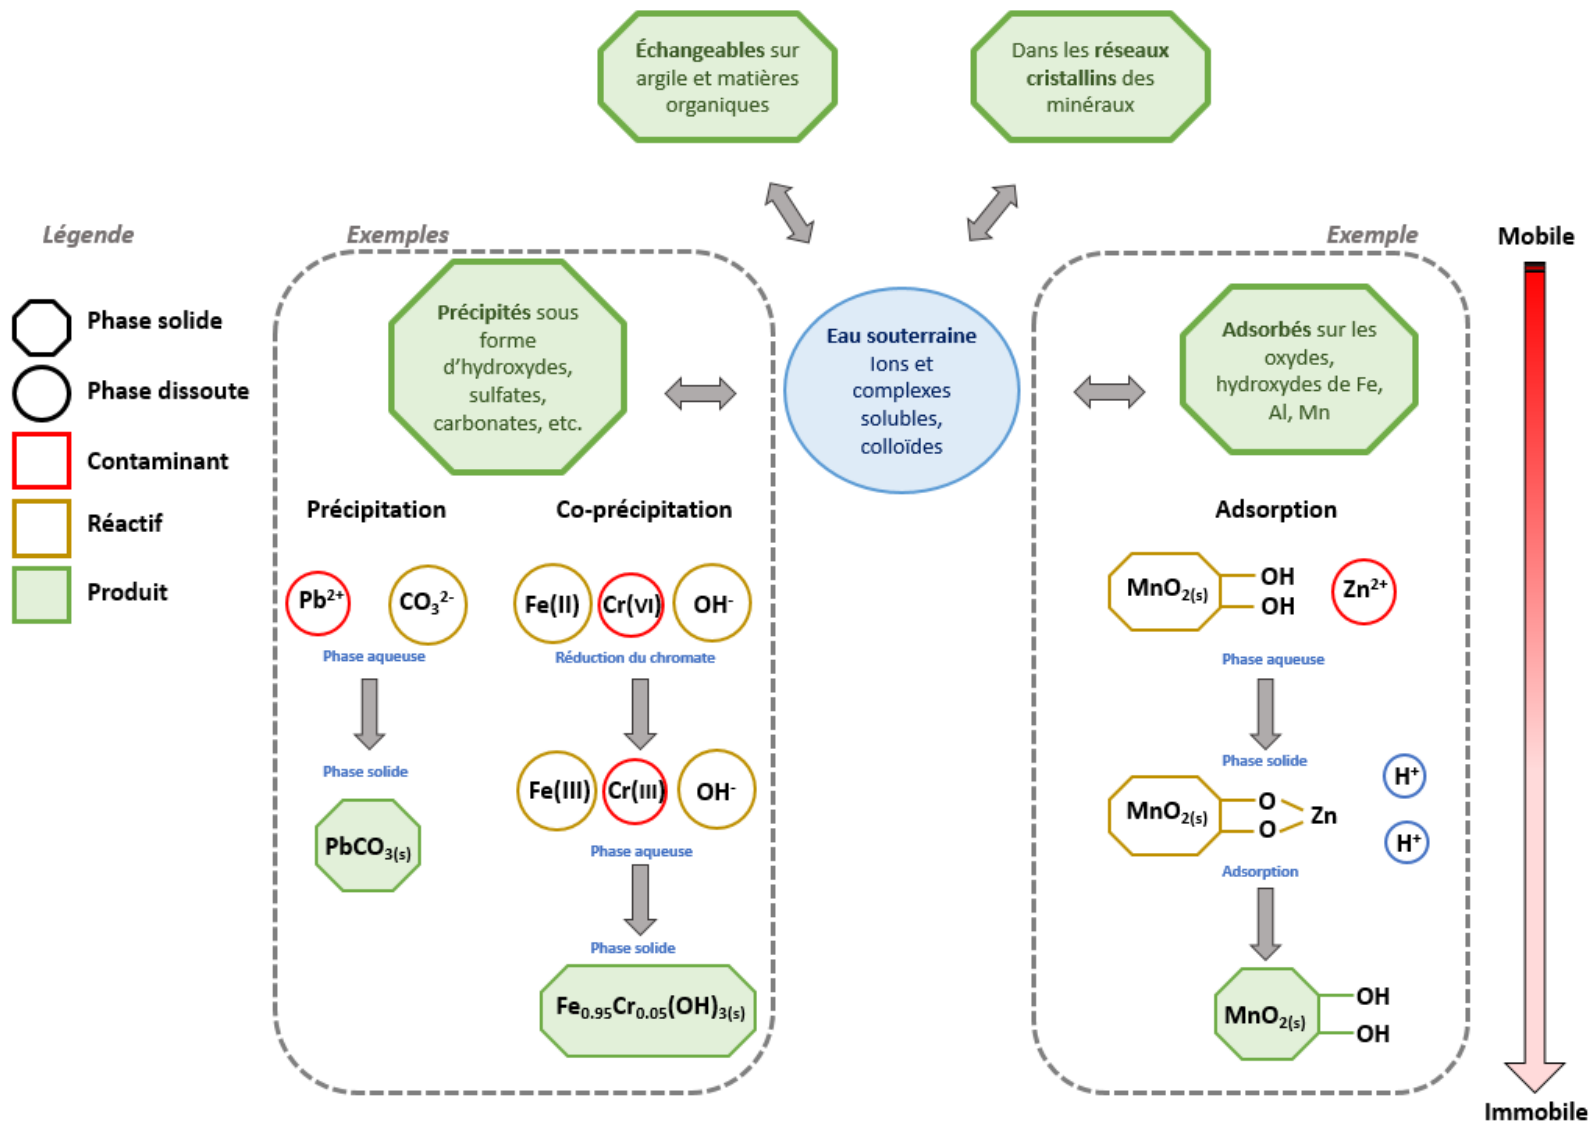 Échangeables sur
argile et matières
organiques
Dans les réseaux
cristallins des
minéraux
Légende
Phase solide
Phase dissoute
Contaminant
Réactif
Produit
Exemples
Précipités sous
forme
d'hydroxydes,
sulfates,
carbonates, etc.
Eau souterraine
Ions et
complexes
solubles,
colloïdes
Exemple
Adsorbés sur les
oxydes,
hydroxydes de Fe,
Al, Mn
Mobile
Immobile
Précipitation
Pb²⁺
CO₃²⁻
Phase aqueuse
Phase solide
PbCO₃₍ₛ₎
Co-précipitation
Fe(II) Cr(VI) OH⁻
Réduction du chromate
Fe(III) Cr(III) OH⁻
Phase aqueuse
Phase solide
Fe₀.₉₅Cr₀.₀₅(OH)₃₍ₛ₎
Adsorption
MnO₂₍ₛ₎
OH
OH
Zn²⁺
Phase aqueuse
Phase solide
MnO₂₍ₛ₎
O
O
Zn
H⁺
H⁺
Adsorption
MnO₂₍ₛ₎
OH
OH